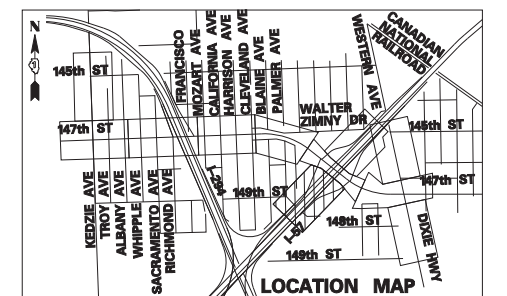 N
CANADIAN
NATIONAL
RAILROAD
WESTERN AVE
FRANCISCO
MOZART AVE
CALIFORNIA AVE
HARRISON AVE
CLEVELAND AVE
BLAINE AVE
PALMER AVE
145th ST
WALTER
ZIMNY DR
147th ST
145th ST
I-294
149th ST
147th ST
KEDZIE AVE
TROY AVE
ALBANY AVE
WHIPPLE AVE
SACRAMENTO AVE
RICHMOND AVE
148th ST
I-57
DIXIE HWY
149th ST
LOCATION MAP